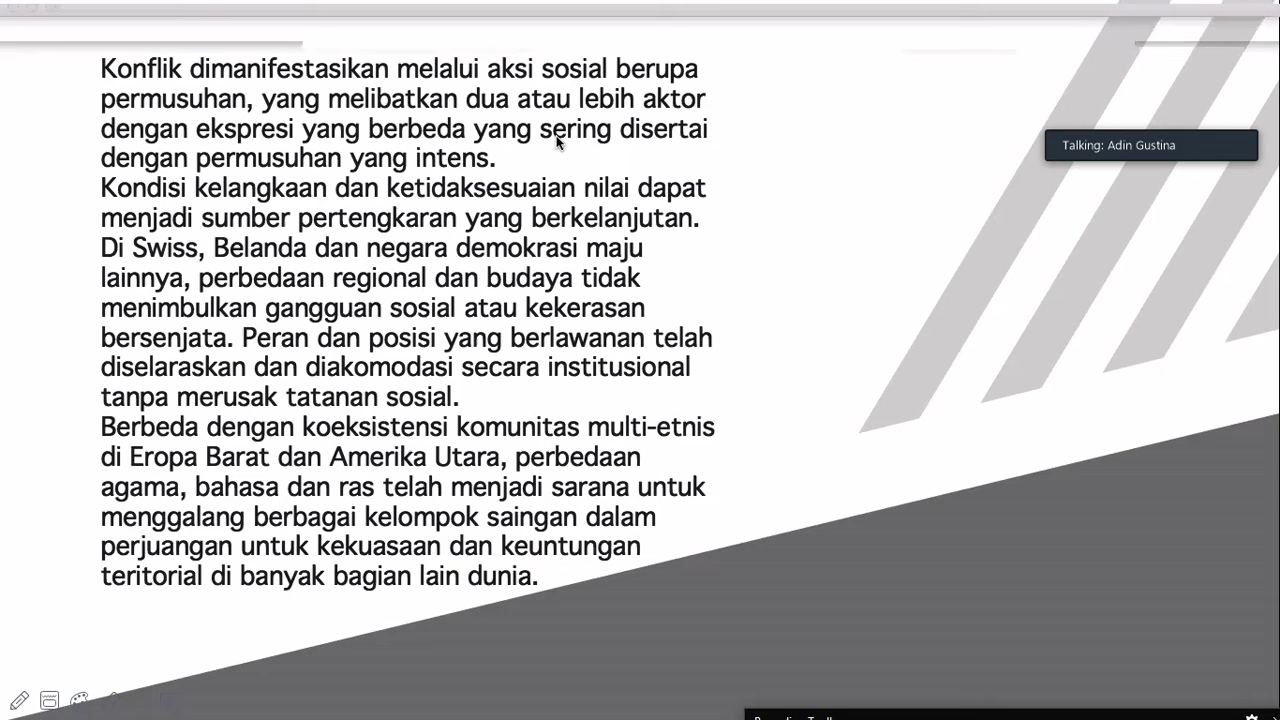 Konflik dimanifestasikan melalui aksi sosial berupa
permusuhan, yang melibatkan dua atau lebih aktor
dengan ekspresi yang berbeda yang sering disertai
dengan permusuhan yang intens.
Kondisi kelangkaan dan ketidaksesuaian nilai dapat
menjadi sumber pertengkaran yang berkelanjutan.
Di Swiss, Belanda dan negara demokrasi maju
lainnya, perbedaan regional dan budaya tidak
menimbulkan gangguan sosial atau kekerasan
bersenjata. Peran dan posisi yang berlawanan telah
diselaraskan dan diakomodasi secara institusional
tanpa merusak tatanan sosial.
Berbeda dengan koeksistensi komunitas multi-etnis
di Eropa Barat dan Amerika Utara, perbedaan
agama, bahasa dan ras telah menjadi sarana untuk
menggalang berbagai kelompok saingan dalam
perjuangan untuk kekuasaan dan keuntungan
teritorial di banyak bagian lain dunia.
Talking: Adin Gustina